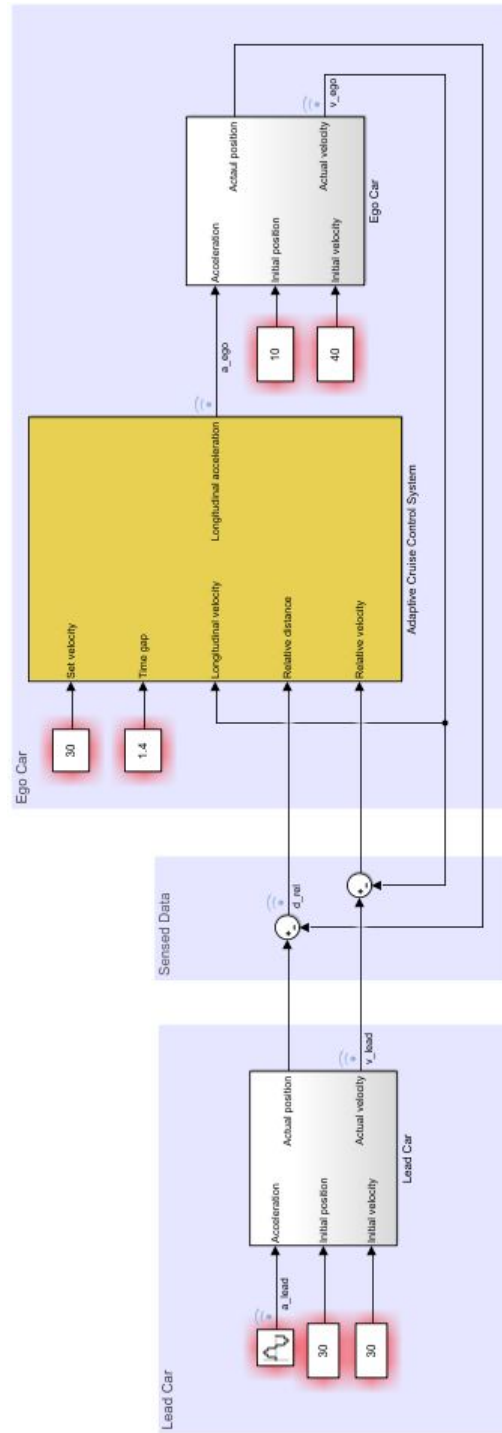 Lead Car
a_lead
30
30
Acceleration
Initial position
Initial velocity
Actual position
Actual velocity
Lead Car
v_lead
Sensed Data
d_rel
+
-
+
-
Ego Car
30
1.4
Set velocity
Time gap
Longitudinal velocity
Relative distance
Relative velocity
Longitudinal acceleration
Adaptive Cruise Control System
a_ego
10
40
Acceleration
Initial position
Initial velocity
Actaul position
Actual velocity
Ego Car
v_ego